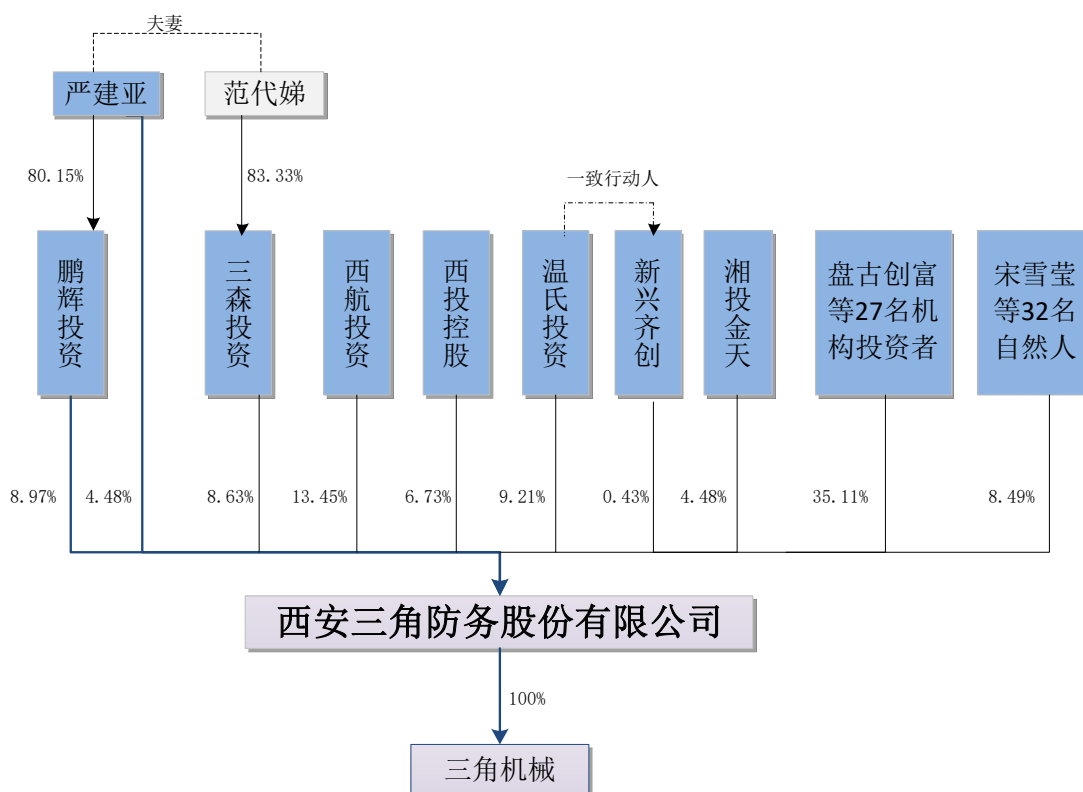 夫妻
严建亚
范代娣
80.15%
83.33%
一致行动人
鹏辉投资
三森投资
西航投资
西投控股
温氏投资
新兴齐创
湘投金天
盘古创富
等27名机
构投资者
宋雪莹
等32名
自然人
8.97%
4.48%
8.63%
13.45%
6.73%
9.21%
0.43%
4.48%
35.11%
8.49%
西安三角防务股份有限公司
100%
三角机械